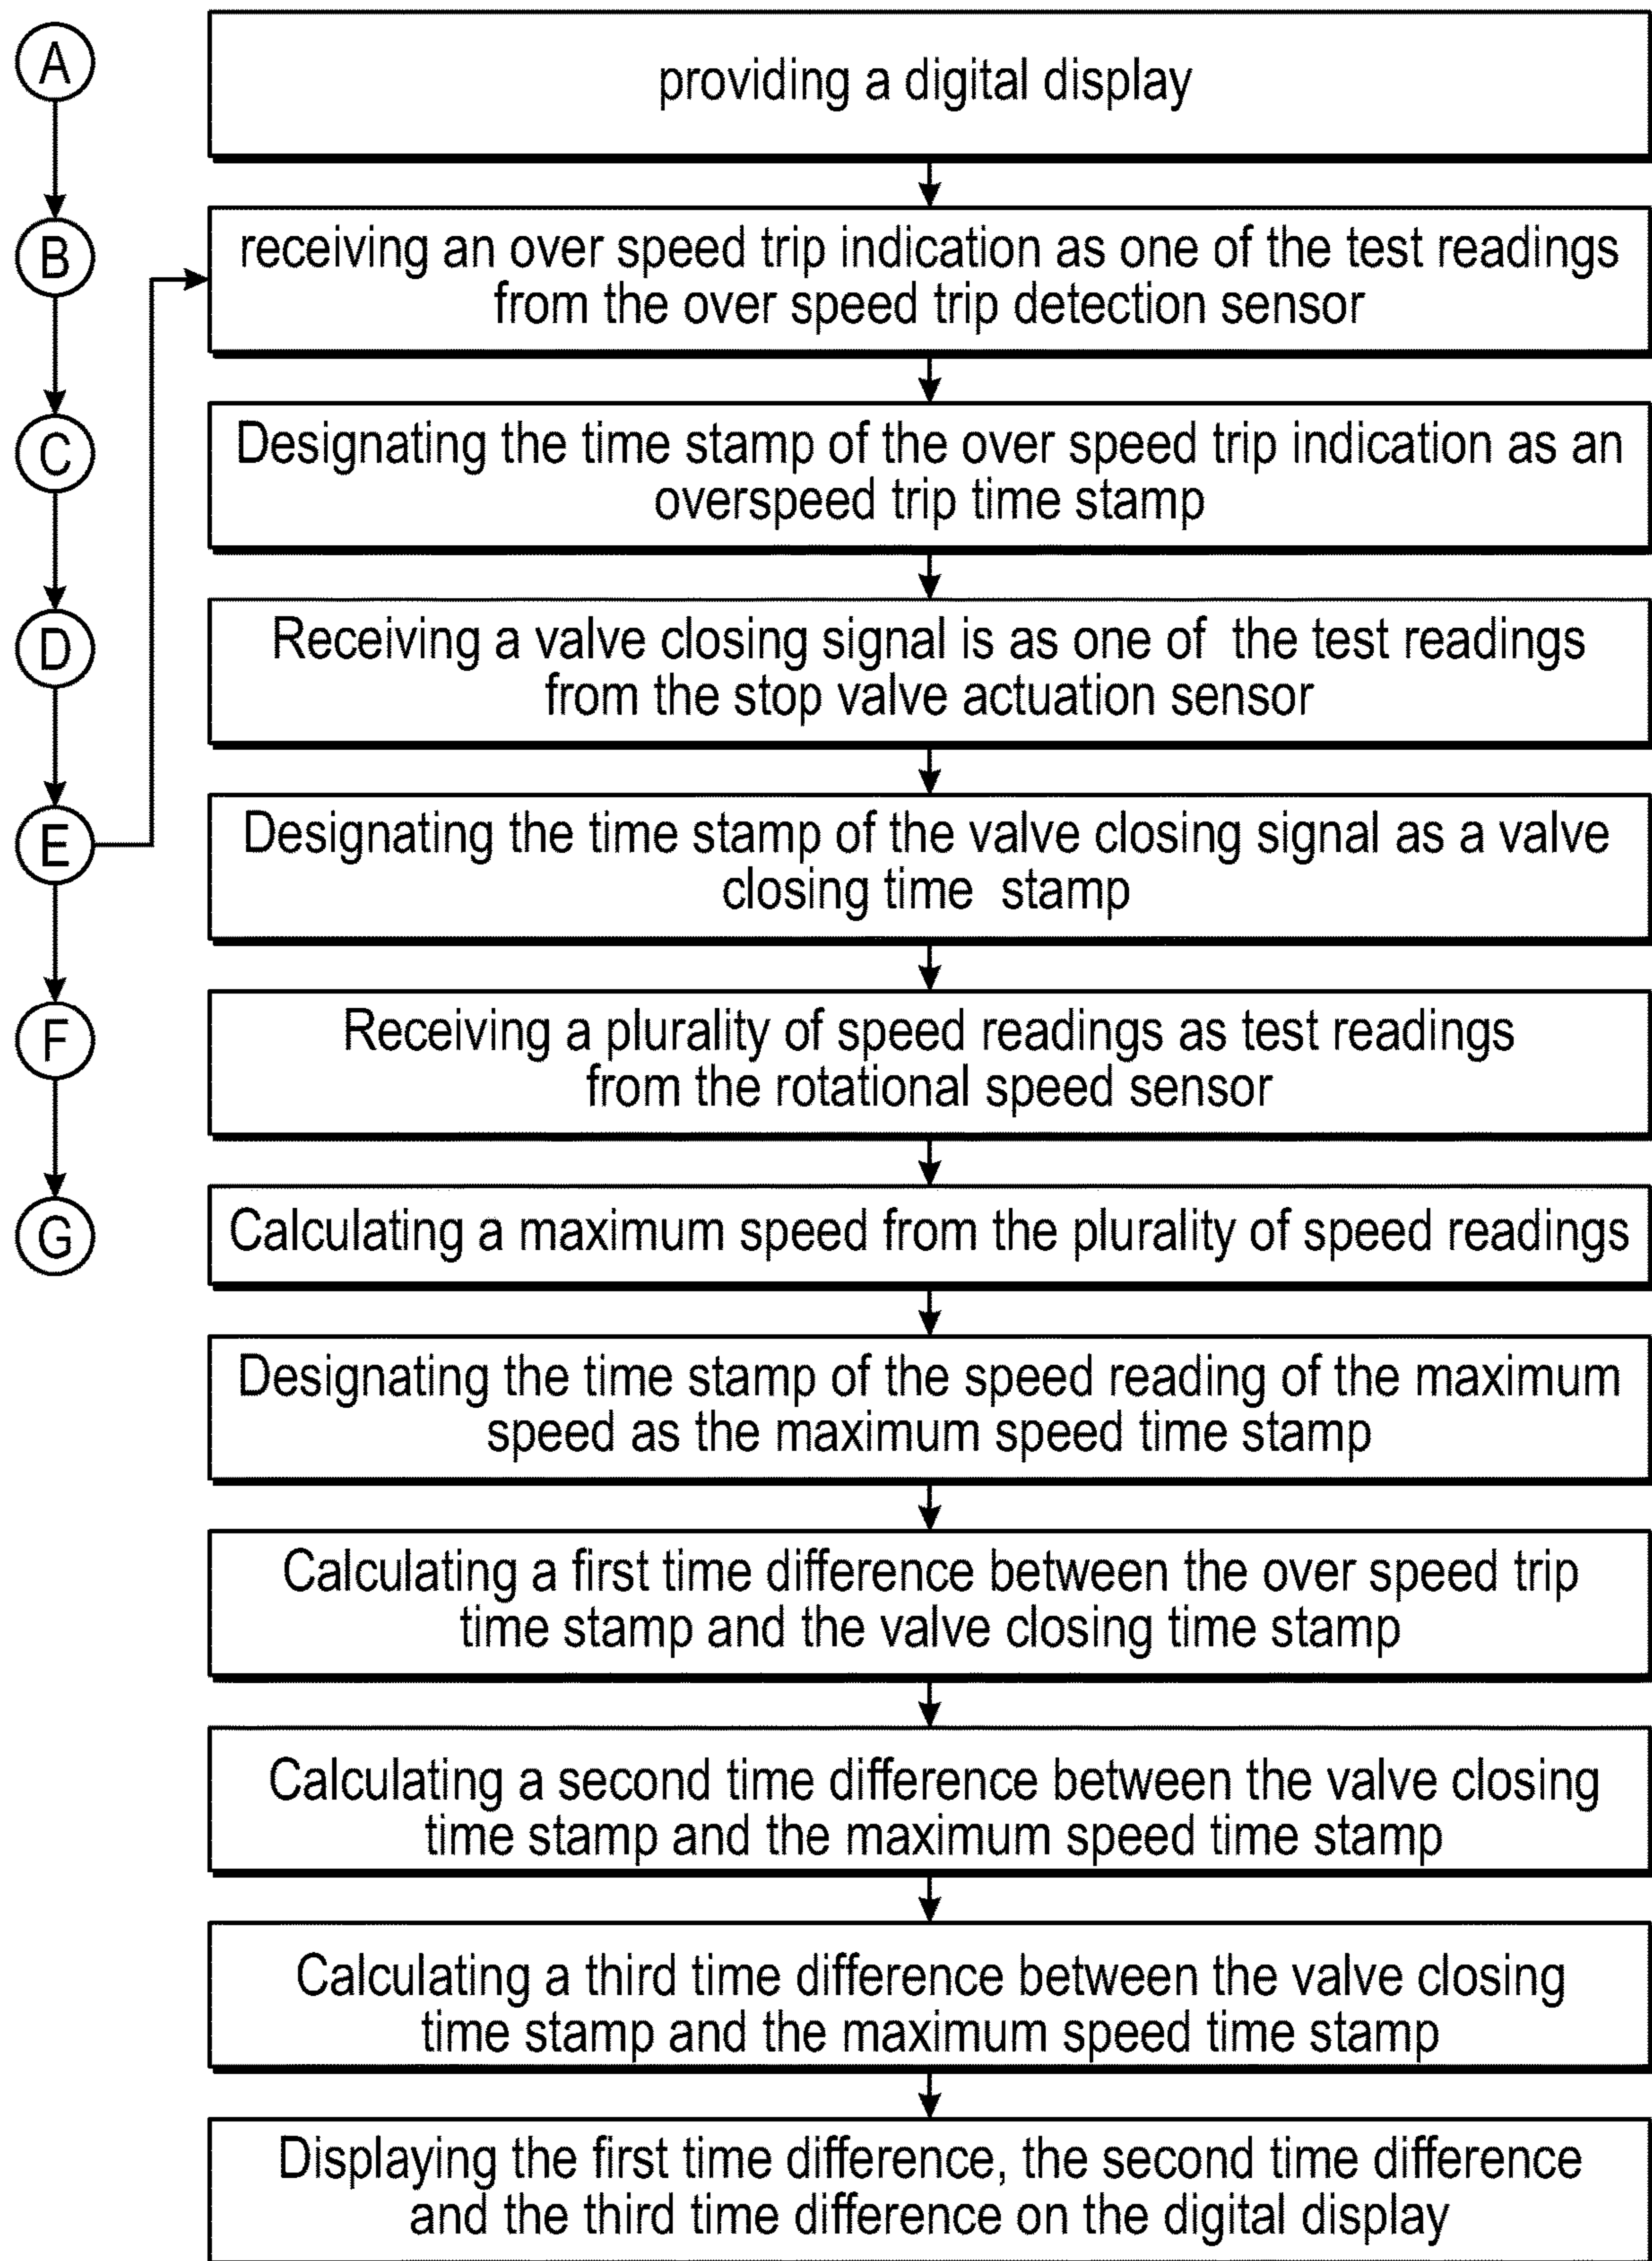 A
B
C
D
E
F
G
providing a digital display
receiving an over speed trip indication as one of the test readings
from the over speed trip detection sensor
Designating the time stamp of the over speed trip indication as an
overspeed trip time stamp
Receiving a valve closing signal is as one of the test readings
from the stop valve actuation sensor
Designating the time stamp of the valve closing signal as a valve
closing time stamp
Receiving a plurality of speed readings as test readings
from the rotational speed sensor
Calculating a maximum speed from the plurality of speed readings
Designating the time stamp of the speed reading of the maximum
speed as the maximum speed time stamp
Calculating a first time difference between the over speed trip
time stamp and the valve closing time stamp
Calculating a second time difference between the valve closing
time stamp and the maximum speed time stamp
Calculating a third time difference between the valve closing
time stamp and the maximum speed time stamp
Displaying the first time difference, the second time difference
and the third time difference on the digital display